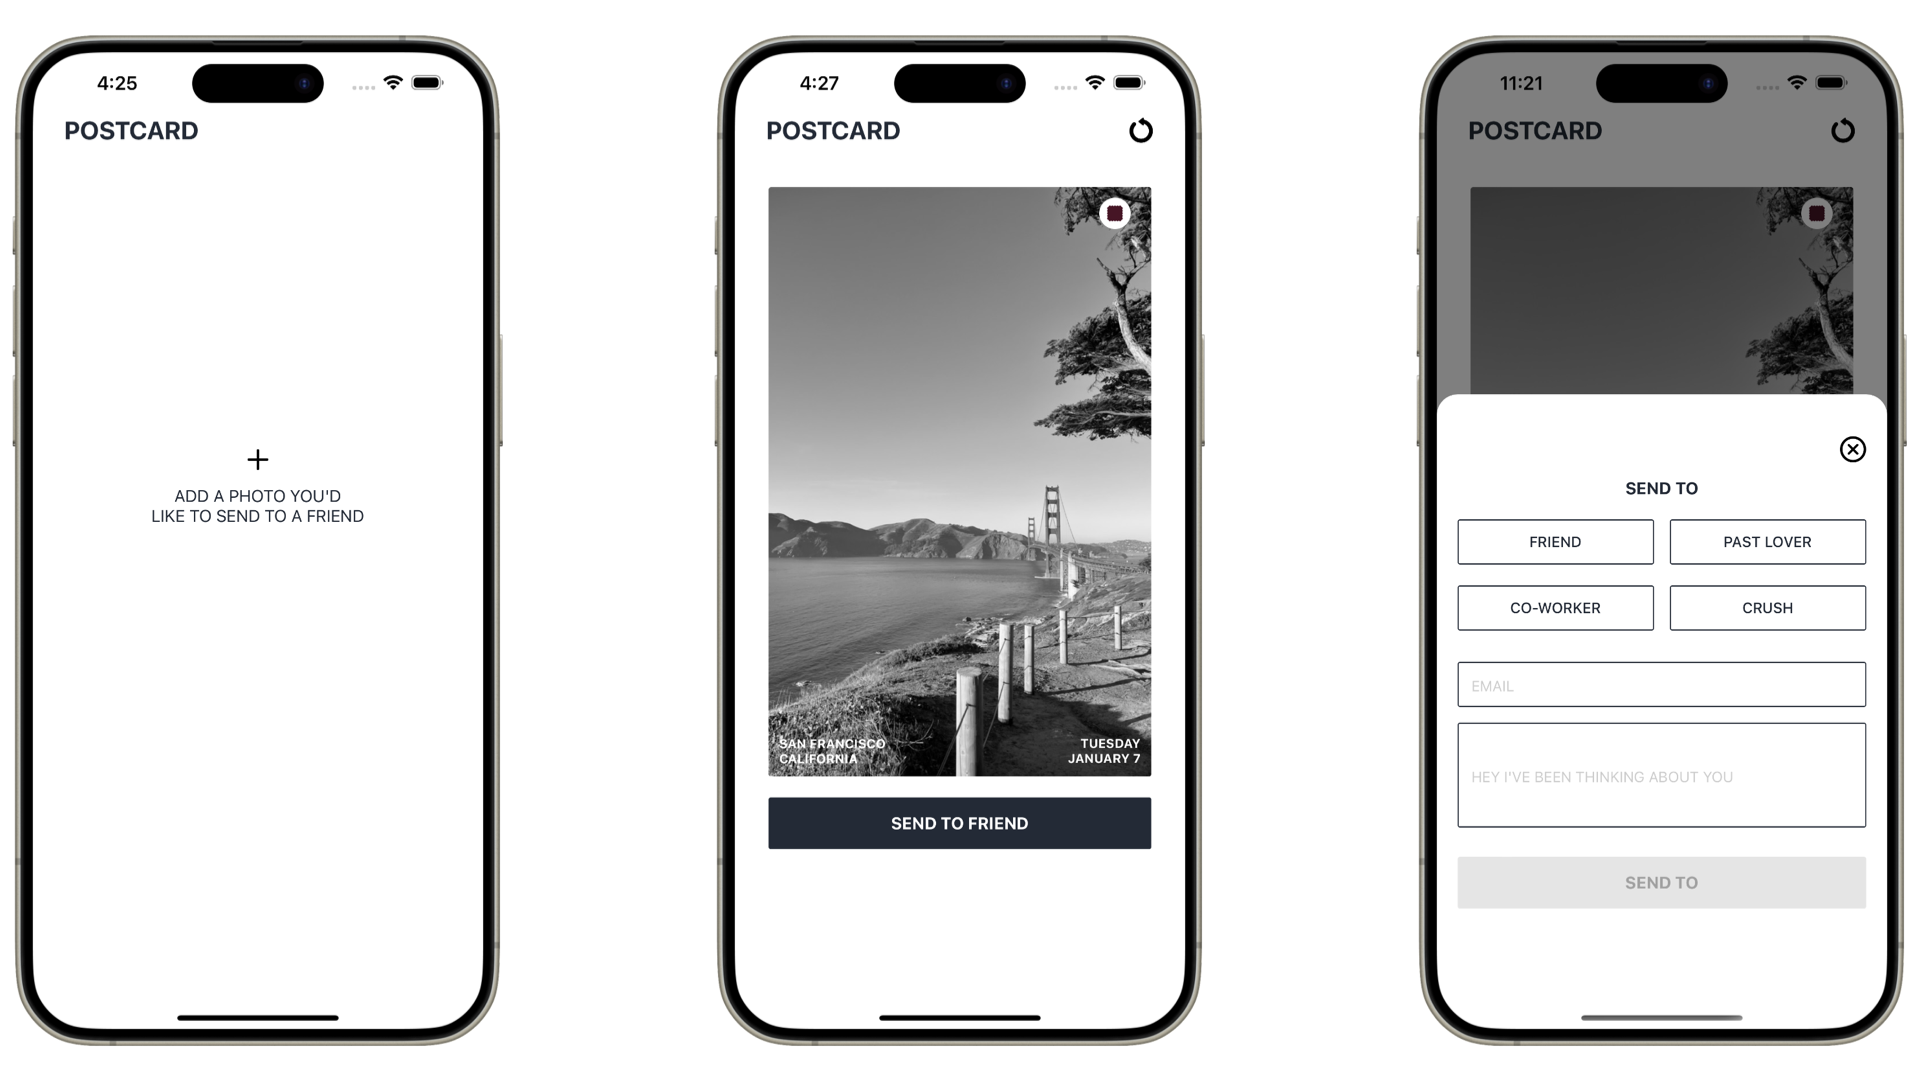 4:25
POSTCARD
ADD A PHOTO YOU'D
LIKE TO SEND TO A FRIEND
4:27
POSTCARD
SAN FRANCISCO
CALIFORNIA
TUESDAY
JANUARY 7
SEND TO FRIEND
11:21
POSTCARD
SEND TO
FRIEND
PAST LOVER
CO-WORKER
CRUSH
EMAIL
HEY I'VE BEEN THINKING ABOUT YOU
SEND TO